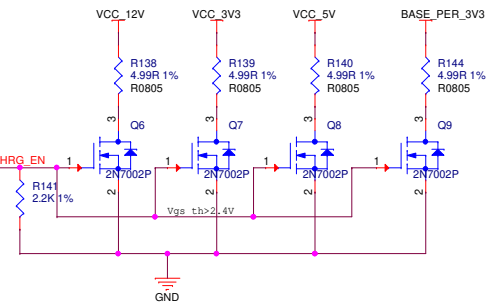 VCC_12V VCC_3V3 VCC_5V BASE_PER_3V3
R138 R139 R140 R144
4.99R 1% 4.99R 1% 4.99R 1% 4.99R 1%
R0805 R0805 R0805 R0805
3 3 3 3
Q6 Q7 Q8 Q9
HRG_EN 1 1 1 1
2N7002P 2N7002P 2N7002P 2N7002P
R141
2.2K 1%
2 2 2 2
Vgs th>2.4V
GND